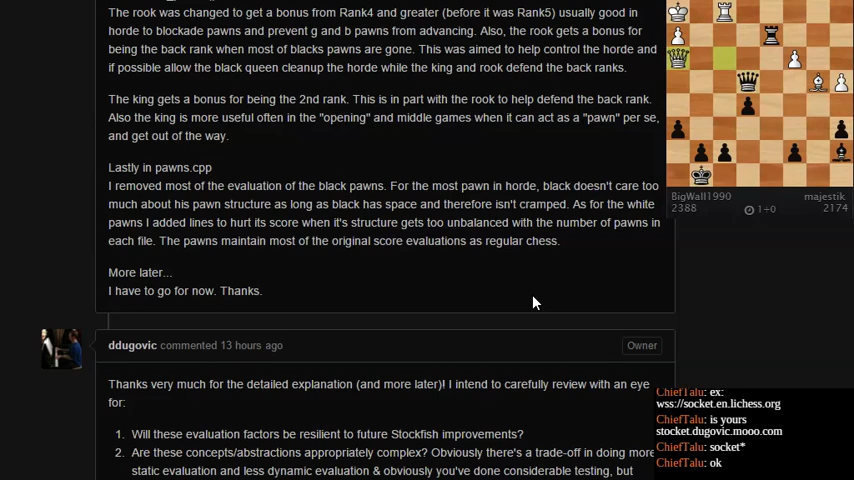 The rook was changed to get a bonus from Rank4 and greater (before it was Rank5) usually good in
horde to blockade pawns and prevent g and b pawns from advancing. Also, the rook gets a bonus for
being the back rank when most of blacks pawns are gone. This was aimed to help control the horde and
if possible allow the black queen cleanup the horde while the king and rook defend the back ranks.
The king gets a bonus for being the 2nd rank. This is in part with the rook to help defend the back rank.
Also the king is more useful often in the "opening" and middle games when it can act as a "pawn" per se,
and get out of the way.
Lastly in pawns.cpp
I removed most of the evaluation of the black pawns. For the most pawn in horde, black doesn't care too
much about his pawn structure as long as black has space and therefore isn't cramped. As for the white
pawns I added lines to hurt its score when it's structure gets too unbalanced with the number of pawns in
each file. The pawns maintain most of the original score evaluations as regular chess.
More later...
I have to go for now. Thanks.
BigWall1990 majestik
2388 1+0 2174
ddugovic commented 13 hours ago Owner
Thanks very much for the detailed explanation (and more later)! I intend to carefully review with an eye
for:
1. Will these evaluation factors be resilient to future Stockfish improvements?
2. Are these concepts/abstractions appropriately complex? Obviously there's a trade-off in doing more
static evaluation and less dynamic evaluation & obviously you've done considerable testing, but
ChiefTalu: ex:
wss://socket.en.lichess.org
ChiefTalu: is yours
stocket.dugovic.mooo.com
ChiefTalu: socket*
ChiefTalu: ok